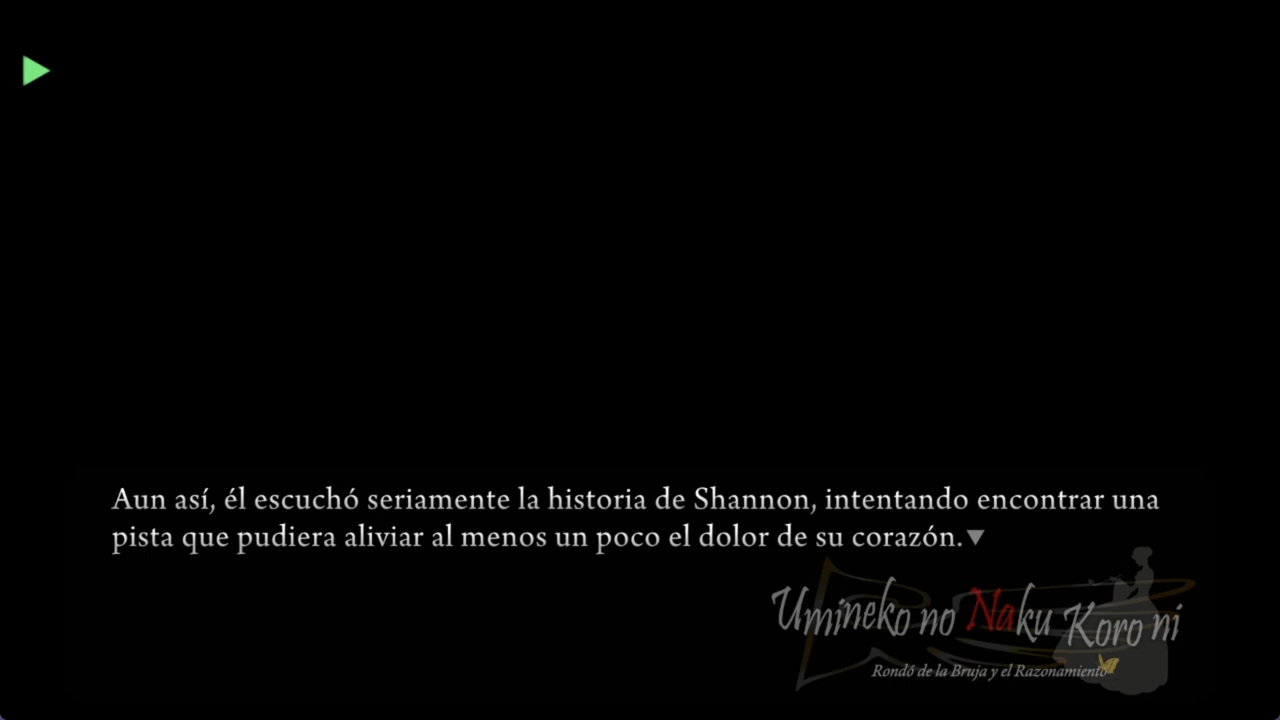 Aun así, él escuchó seriamente la historia de Shannon, intentando encontrar una
pista que pudiera aliviar al menos un poco el dolor de su corazón.
Umineko no Naku Koro ni
Rondó de la Bruja y el Razonamiento